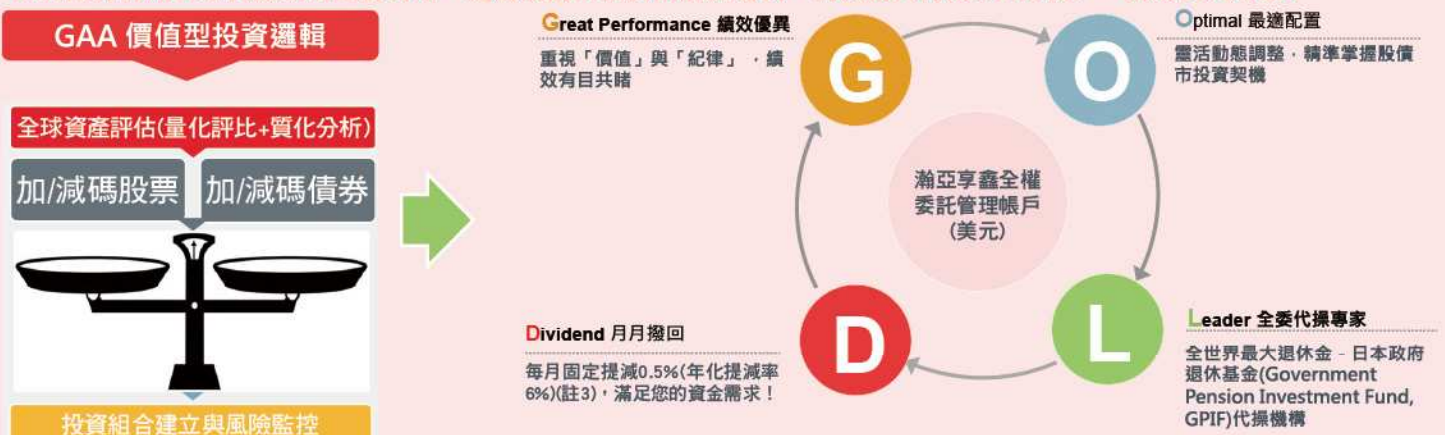 GAA 價值型投資邏輯
全球資產評估(量化評比+質化分析)
加/減碼股票
加/減碼債券
投資組合建立與風險監控
Great Performance 績效優異
重視「價值」與「紀律」，績
效有目共睹
G
O
Optimal 最適配置
靈活動態調整，精準掌握股債
市投資契機
瀚亞享鑫全權
委託管理帳戶
(美元)
Dividend 月月撥回
每月固定提減0.5%(年化提減率
6%)(註3)，滿足您的資金需求！
D
L
Leader 全委代操專家
全世界最大退休金－日本政府
退休基金(Government
Pension Investment Fund,
GPIF)代操機構